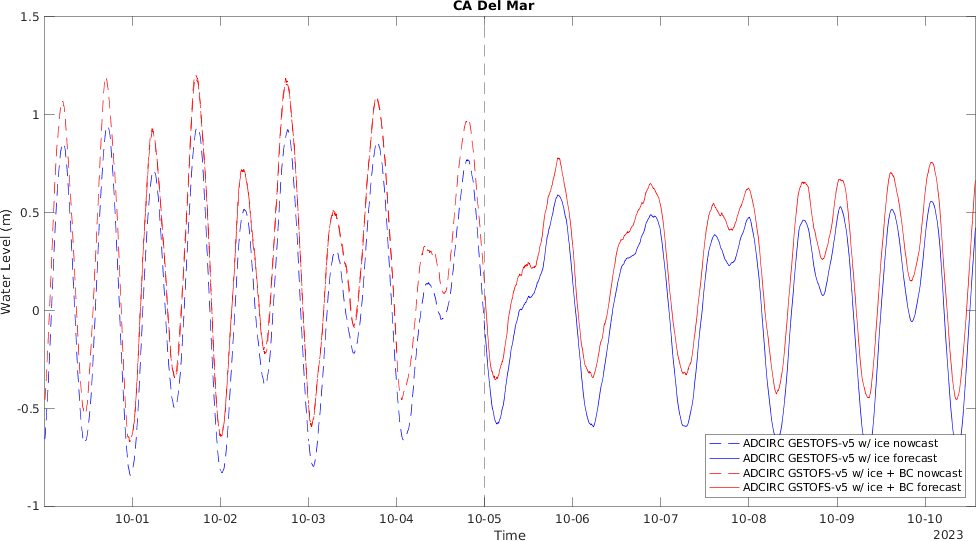 CA Del Mar
1.5
1
0.5
0
-0.5
-1
Water Level (m)
10-01 10-02 10-03 10-04 10-05 10-06 10-07 10-08 10-09 10-10
Time
2023
ADCIRC GESTOFS-v5 w/ ice nowcast
ADCIRC GESTOFS-v5 w/ ice forecast
ADCIRC GSTOFS-v5 w/ ice + BC nowcast
ADCIRC GSTOFS-v5 w/ ice + BC forecast